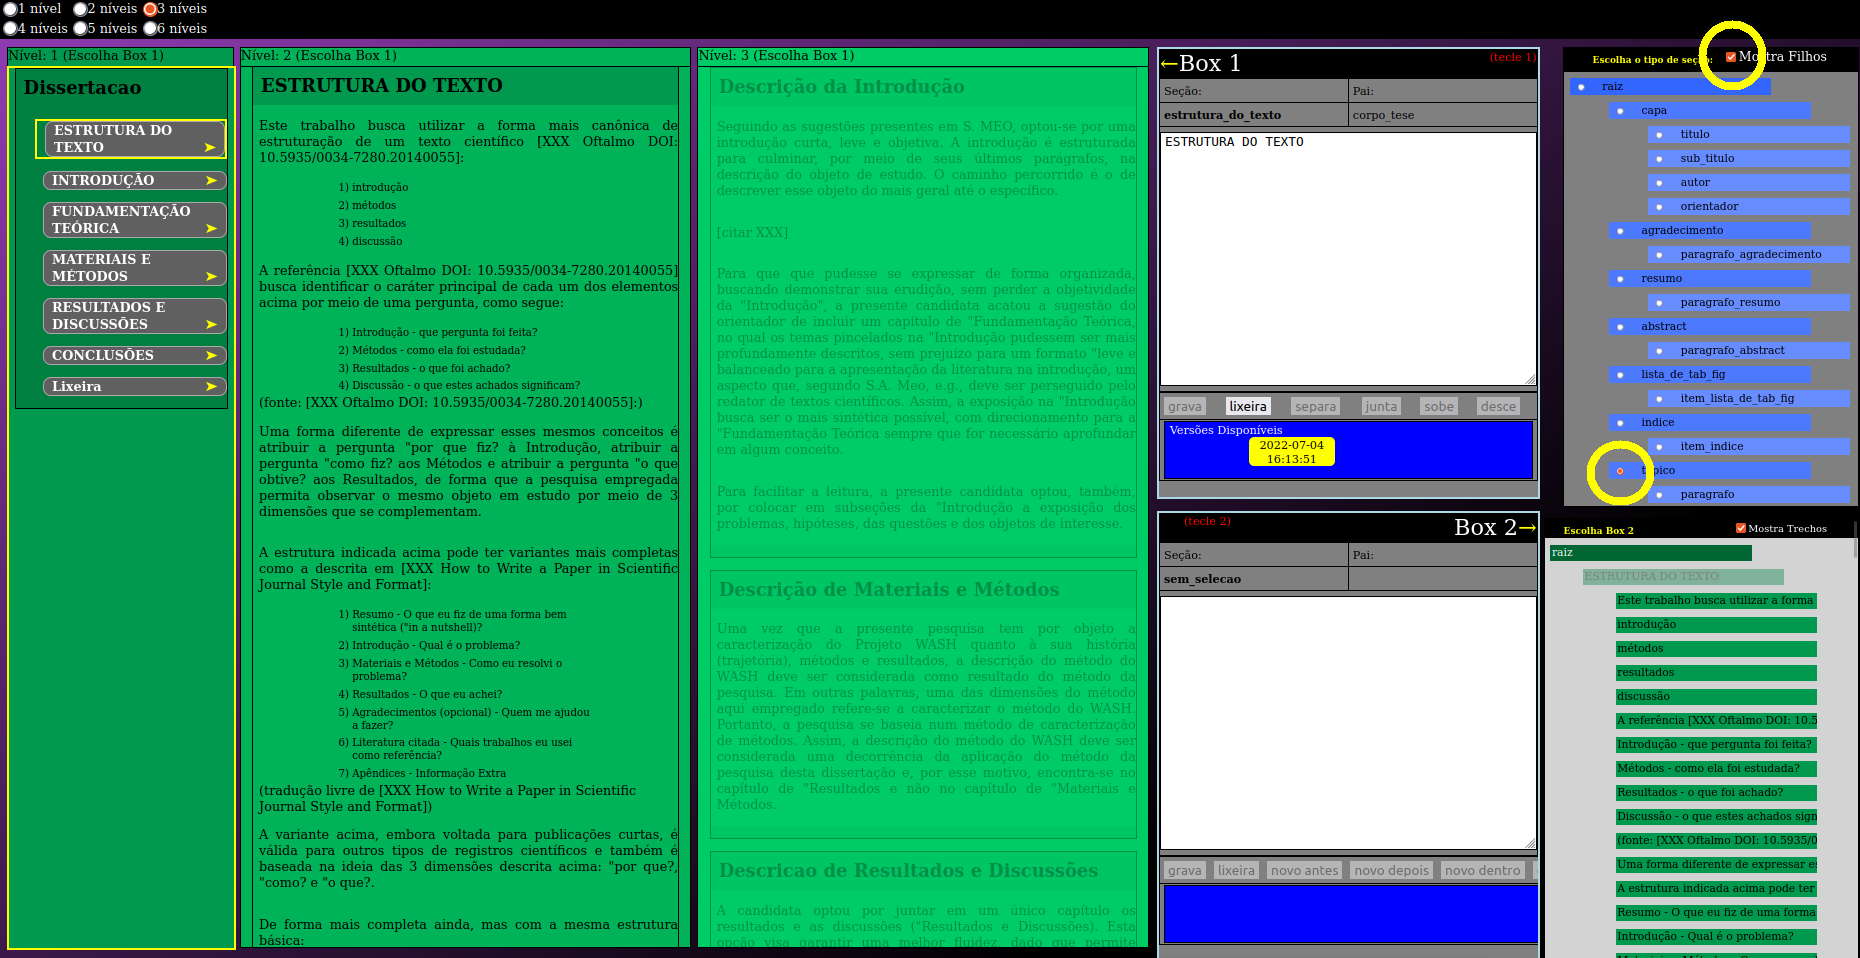 1 nível 2 níveis 3 níveis
4 níveis 5 níveis 6 níveis
Nível: 1 (Escolha Box 1)
Dissertacao
ESTRUTURA DO
TEXTO ➤
INTRODUÇÃO ➤
FUNDAMENTAÇÃO
TEÓRICA ➤
MATERIAIS E
MÉTODOS ➤
RESULTADOS E
DISCUSSÕES ➤
CONCLUSÕES ➤
Lixeira ➤
Nível: 2 (Escolha Box 1)
ESTRUTURA DO TEXTO
Este trabalho busca utilizar a forma mais canônica de
estruturação de um texto científico [XXX Oftalmo DOI:
10.5935/0034-7280.20140055]:
1) introdução
2) métodos
3) resultados
4) discussão
A referência [XXX Oftalmo DOI: 10.5935/0034-7280.20140055]
busca identificar o caráter principal de cada um dos elementos
acima por meio de uma pergunta, como segue:
1) Introdução - que pergunta foi feita?
2) Métodos - como ela foi estudada?
3) Resultados - o que foi achado?
4) Discussão - o que estes achados significam?
(fonte: [XXX Oftalmo DOI: 10.5935/0034-7280.20140055]:)
Uma forma diferente de expressar esses mesmos conceitos é
atribuir a pergunta "por que fiz? à Introdução, atribuir a
pergunta "como fiz? aos Métodos e atribuir a pergunta "o que
obtive? aos Resultados, de forma que a pesquisa empregada
permita observar o mesmo objeto em estudo por meio de 3
dimensões que se complementam.
A estrutura indicada acima pode ter variantes mais completas
como a descrita em [XXX How to Write a Paper in Scientific
Journal Style and Format]:
1) Resumo - O que eu fiz de uma forma bem
sintética ("in a nutshell)?
2) Introdução - Qual é o problema?
3) Materiais e Métodos - Como eu resolvi o
problema?
4) Resultados - O que eu achei?
5) Agradecimentos (opcional) - Quem me ajudou
a fazer?
6) Literatura citada - Quais trabalhos eu usei
como referência?
7) Apêndices - Informação Extra
(tradução livre de [XXX How to Write a Paper in Scientific
Journal Style and Format])
A variante acima, embora voltada para publicações curtas, é
válida para outros tipos de registros científicos e também é
baseada na ideia das 3 dimensões descrita acima: "por que?,
"como? e "o que?.
De forma mais completa ainda, mas com a mesma estrutura
básica:
Nível: 3 (Escolha Box 1)
Descrição da Introdução
Seguindo as sugestões presentes em S. MEO, optou-se por uma
introdução curta, leve e objetiva. A introdução é estruturada
para culminar, por meio de seus últimos parágrafos, na
descrição do objeto de estudo. O caminho percorrido é o de
descrever esse objeto do mais geral até o específico.
[citar XXX]
Para que que pudesse se expressar de forma organizada,
buscando demonstrar sua erudição, sem perder a objetividade
da "Introdução", a presente candidata acatou a sugestão do
orientador de incluir um capítulo de "Fundamentação Teórica,
no qual os temas pincelados na "Introdução pudessem ser mais
profundamente descritos, sem prejuízo para um formato "leve e
balanceado para a apresentação da literatura na introdução, um
aspecto que, segundo S.A. Meo, e.g., deve ser perseguido pelo
redator de textos científicos. Assim, a exposição na "Introdução
busca ser o mais sintética possível, com direcionamento para a
"Fundamentação Teórica sempre que for necessário aprofundar
em algum conceito.
Para facilitar a leitura, a presente candidata optou, também,
por colocar em subseções da "Introdução a exposição dos
problemas, hipóteses, das questões e dos objetos de interesse.
Descrição de Materiais e Métodos
Uma vez que a presente pesquisa tem por objeto a
caracterização do Projeto WASH quanto à sua história
(trajetória), métodos e resultados, a descrição do método do
WASH deve ser considerada como resultado do método da
pesquisa. Em outras palavras, uma das dimensões do método
aqui empregado refere-se a caracterizar o método do WASH.
Portanto, a pesquisa se baseia num método de caracterização
de métodos. Assim, a descrição do método do WASH deve ser
considerada uma decorrência da aplicação do método da
pesquisa desta dissertação e, por esse motivo, encontra-se no
capítulo de "Resultados e não no capítulo de "Materiais e
Métodos.
Descricao de Resultados e Discussões
A candidata optou por juntar em um único capítulo os
resultados e as discussões ("Resultados e Discussões). Esta
opção visa garantir uma melhor fluidez, dado que permite
←Box 1 (tecle 1)
Seção: Pai:
estrutura_do_texto corpo_tese
ESTRUTURA DO TEXTO
grava lixeira separa junta sobe desce
Versões Disponíveis
2022-07-04
16:13:51
(tecle 2) Box 2→
Seção: Pai:
sem_selecao
grava lixeira novo antes novo depois novo dentro
Escolha o tipo de seção: Mostra Filhos
raiz
capa
titulo
sub_titulo
autor
orientador
agradecimento
paragrafo_agradecimento
resumo
paragrafo_resumo
abstract
paragrafo_abstract
lista_de_tab_fig
item_lista_de_tab_fig
indice
item_indice
topico
paragrafo
Escolha Box 2 Mostra Trechos
raiz
ESTRUTURA DO TEXTO
Este trabalho busca utilizar a forma
introdução
métodos
resultados
discussão
A referência [XXX Oftalmo DOI: 10.5
Introdução - que pergunta foi feita?
Métodos - como ela foi estudada?
Resultados - o que foi achado?
Discussão - o que estes achados sign
(fonte: [XXX Oftalmo DOI: 10.5935/0
Uma forma diferente de expressar es
A estrutura indicada acima pode ter
Resumo - O que eu fiz de uma forma
Introdução - Qual é o problema?